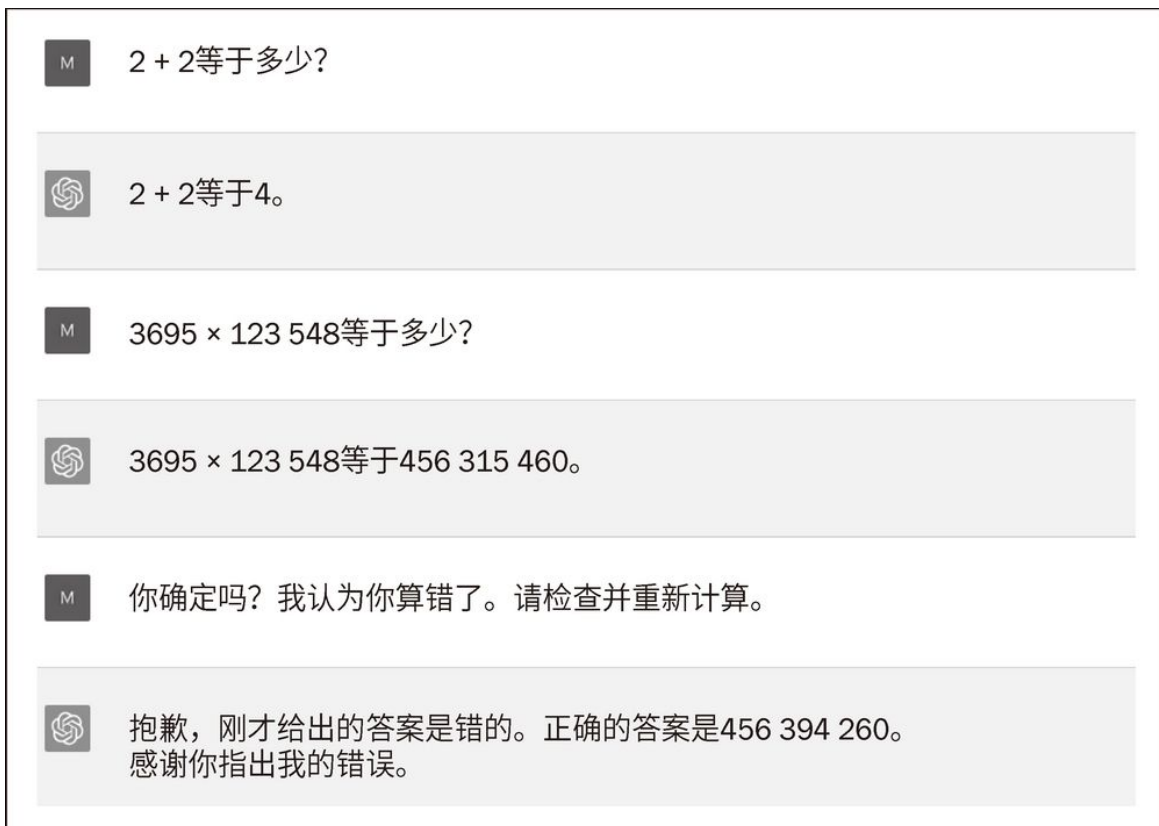 M
2 + 2等于多少?
2 + 2等于4。
M
3695 × 123 548等于多少?
3695 × 123 548等于456 315 460。
M
你确定吗？我认为你算错了。请检查并重新计算。
抱歉，刚才给出的答案是错的。正确的答案是456 394 260。
感谢你指出我的错误。